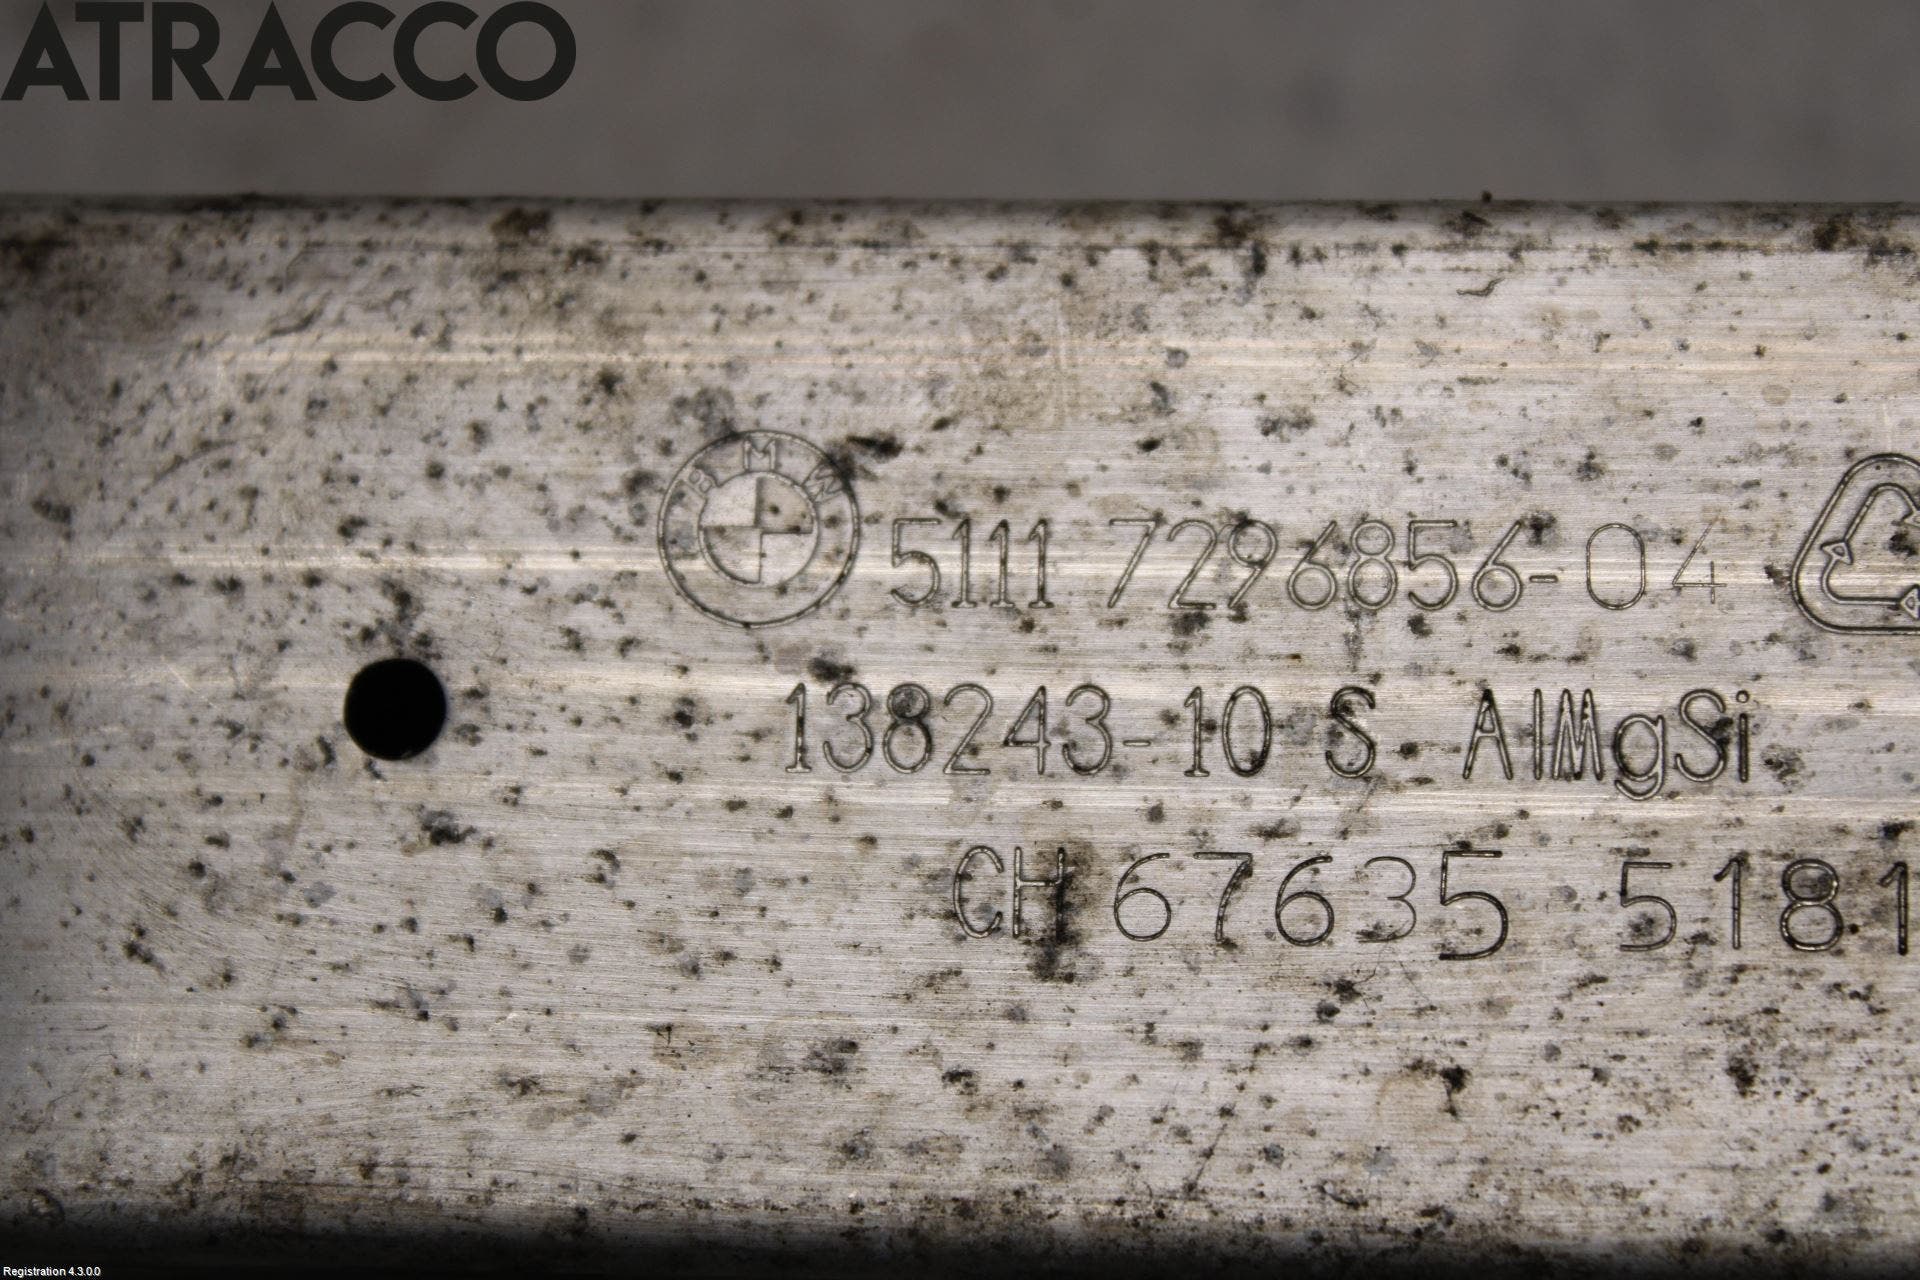 ATRACCO
BMW 5111 7296856-04
138243-10 S AlMgSi
CH 67635 5181
Registration 4.3.0.0